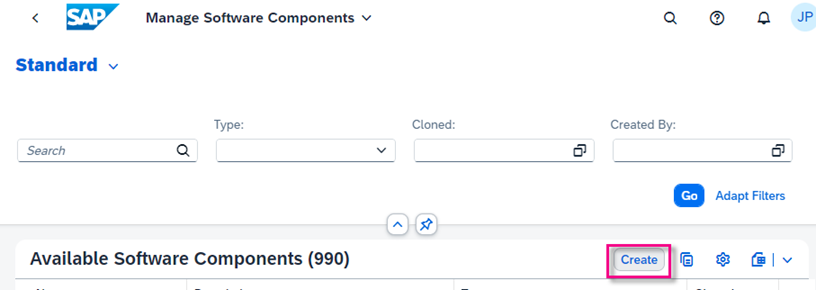 SAP Manage Software Components JP
Standard
Type: Cloned: Created By:
Search
Go Adapt Filters
Available Software Components (990) Create